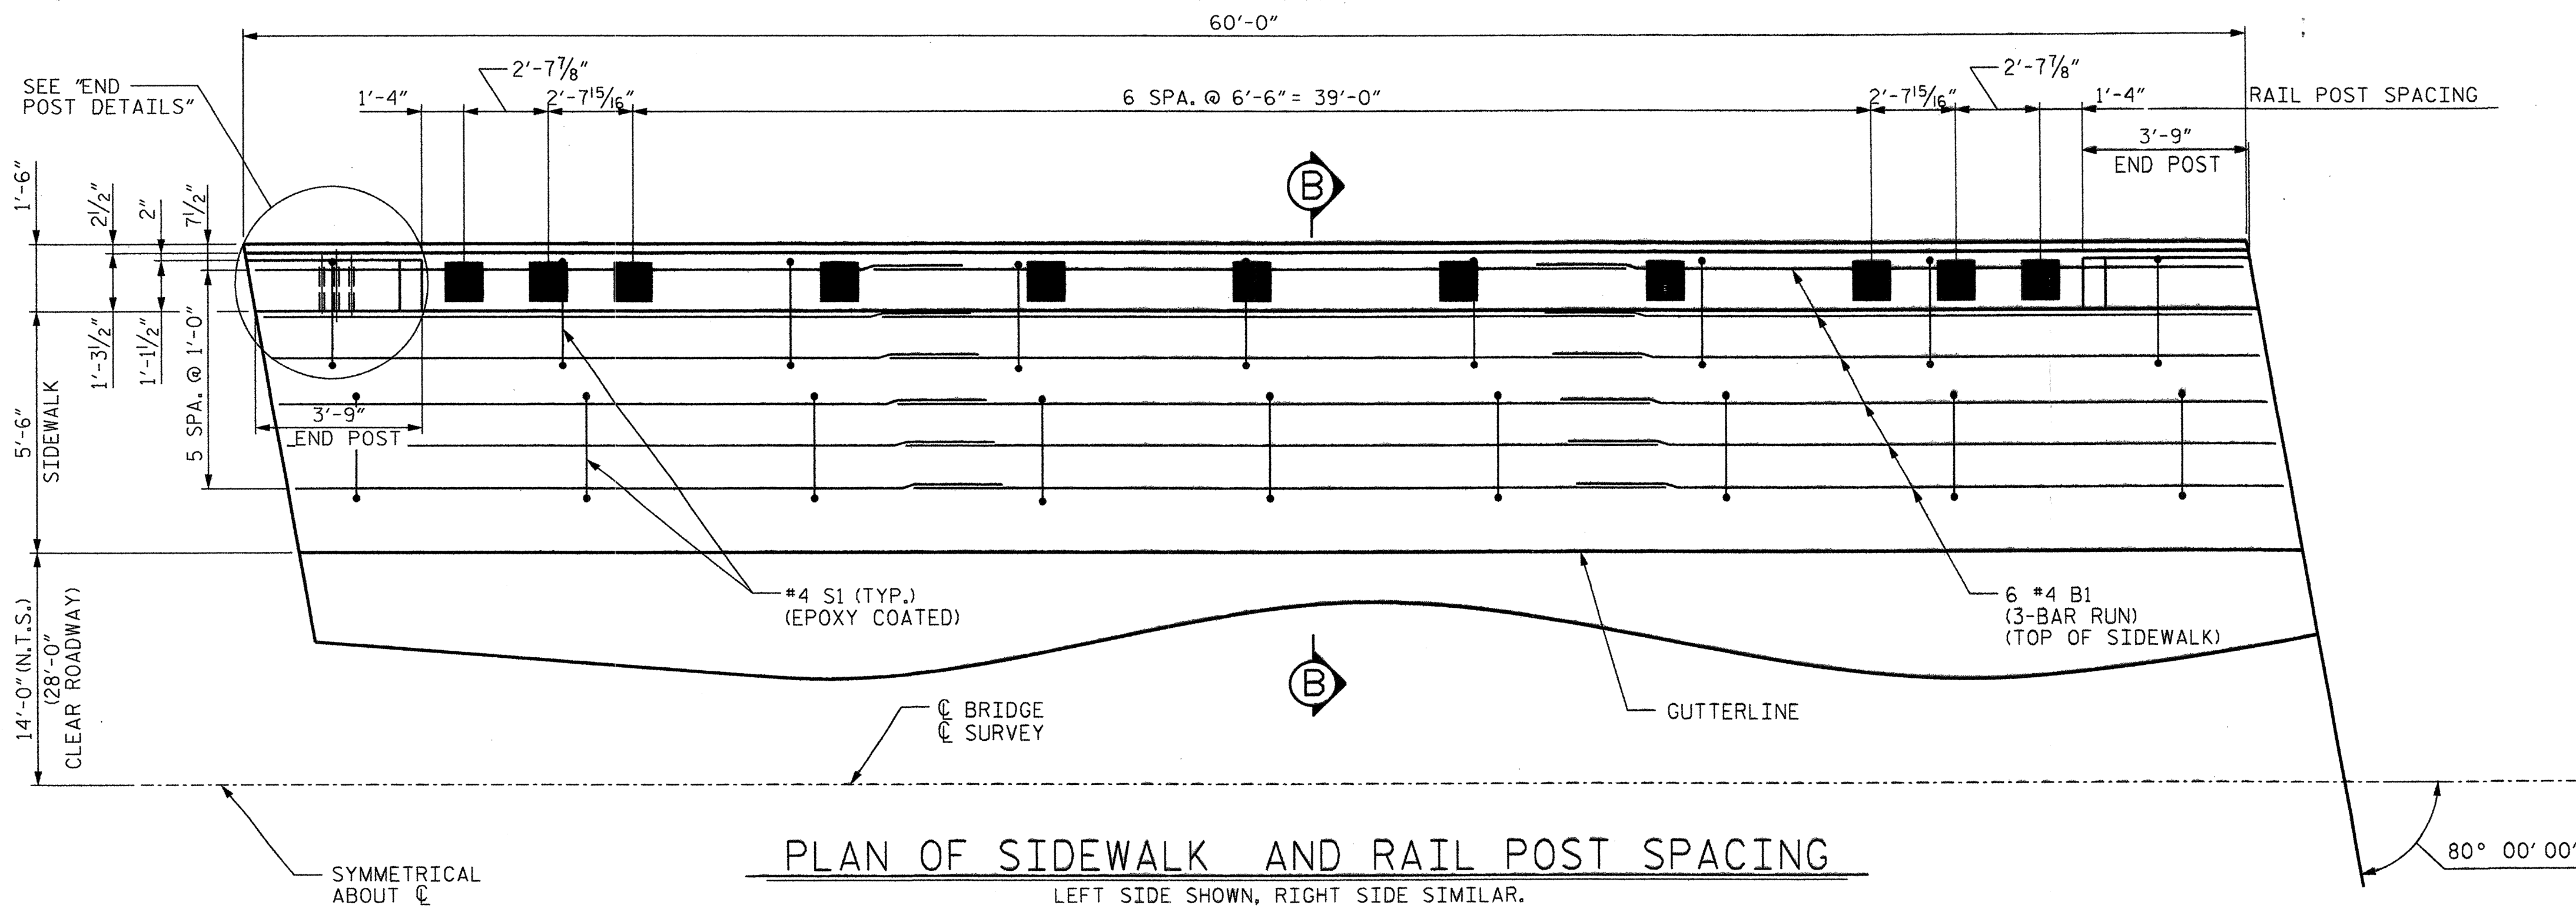 60'-0"
SEE "END
POST DETAILS"
2'-7⅞"
1'-4"
2'-7¹⁵⁄₁₆"
6 SPA. @ 6'-6" = 39'-0"
2'-7⅞"
2'-7¹⁵⁄₁₆"
1'-4"
RAIL POST SPACING
3'-9"
END POST
B
1'-6"
2½"
2"
7½"
1'-3½"
1'-1½"
5 SPA. @ 1'-0"
5'-6"
SIDEWALK
3'-9"
END POST
14'-0" (N.T.S.)
(28'-0")
CLEAR ROADWAY)
#4 S1 (TYP.)
(EPOXY COATED)
6 #4 B1
(3-BAR RUN)
(TOP OF SIDEWALK)
B
GUTTERLINE
℄ BRIDGE
℄ SURVEY
SYMMETRICAL
ABOUT ℄
80° 00' 00"
PLAN OF SIDEWALK AND RAIL POST SPACING
LEFT SIDE SHOWN, RIGHT SIDE SIMILAR.